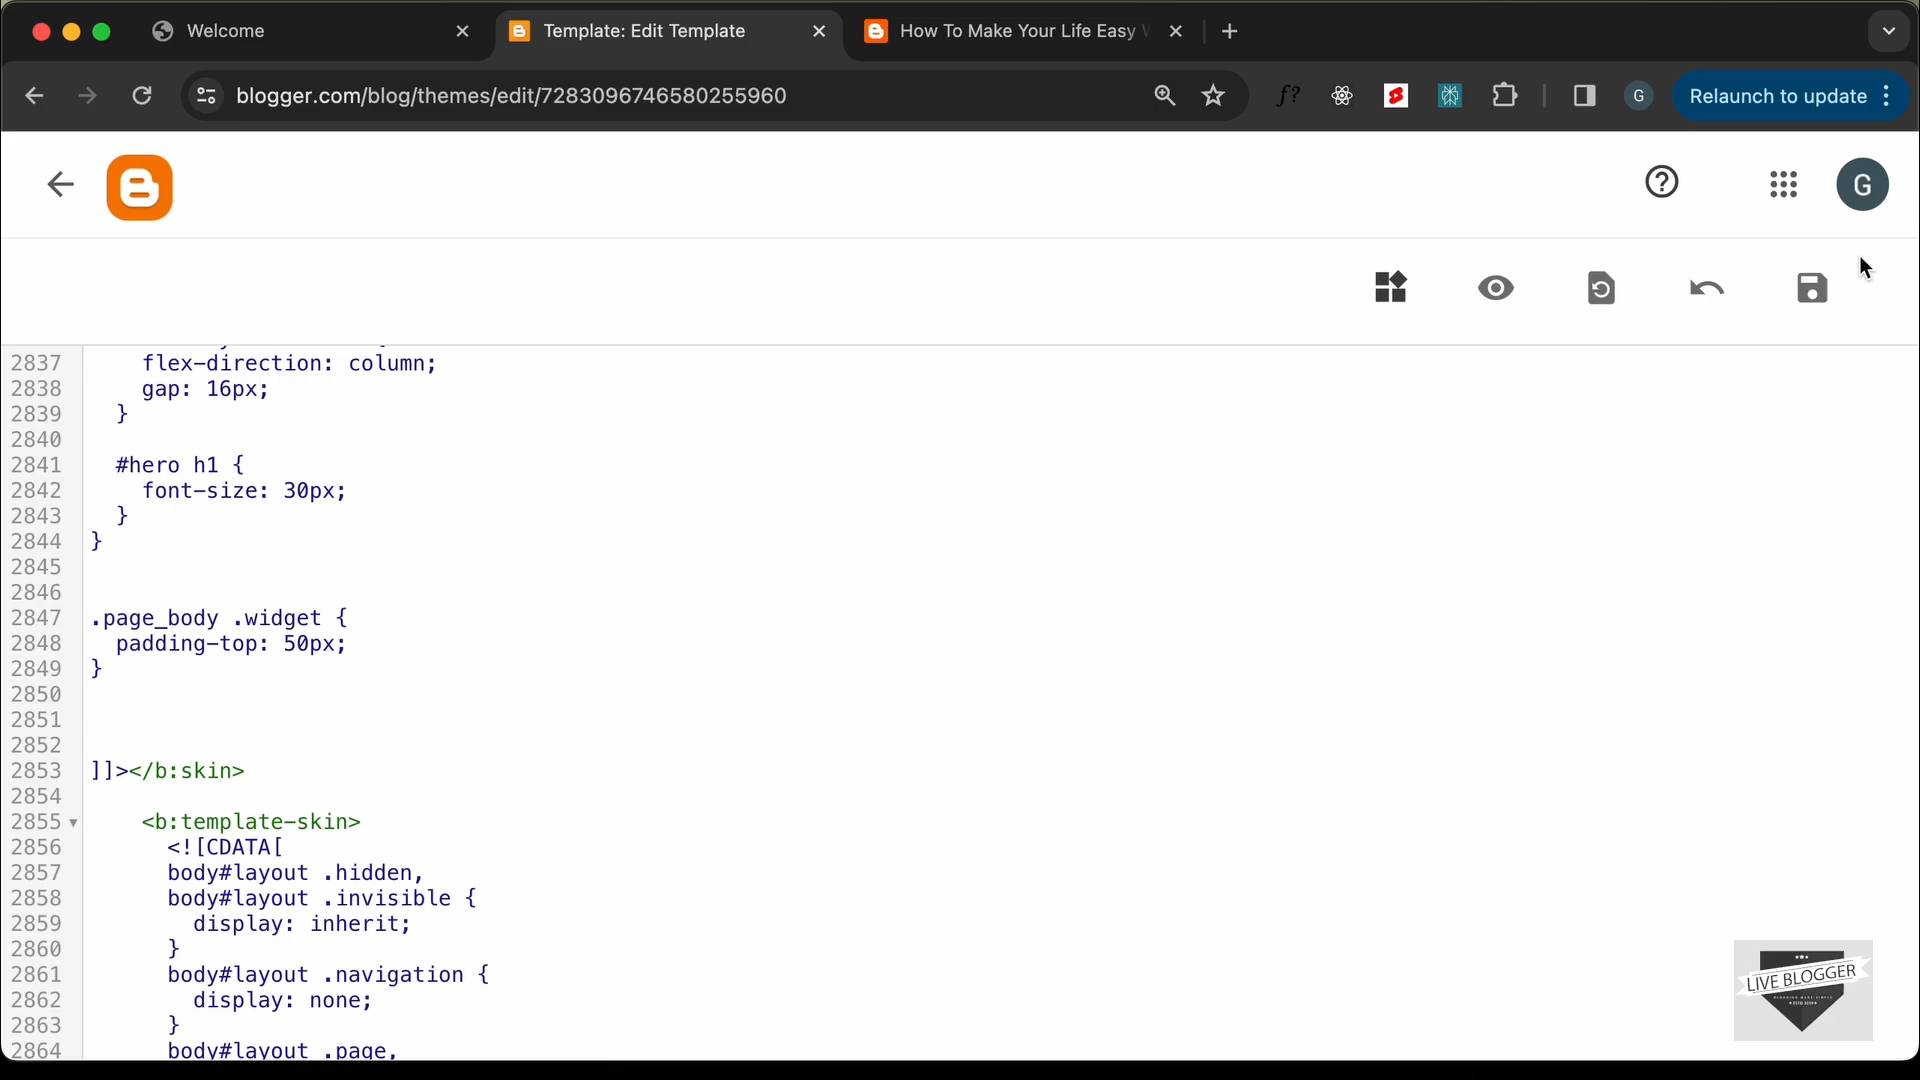 Welcome
Template: Edit Template
How To Make Your Life Easy
blogger.com/blog/themes/edit/7283096746580255960
f?
G
Relaunch to update
G
2837 flex-direction: column;
2838 gap: 16px;
2839 }
2840
2841 #hero h1 {
2842 font-size: 30px;
2843 }
2844 }
2845
2846
2847 .page_body .widget {
2848 padding-top: 50px;
2849 }
2850
2851
2852
2853 ]]></b:skin>
2854
2855 <b:template-skin>
2856 <![CDATA[
2857 body#layout .hidden,
2858 body#layout .invisible {
2859 display: inherit;
2860 }
2861 body#layout .navigation {
2862 display: none;
2863 }
2864 body#layout .page,
LIVE BLOGGER